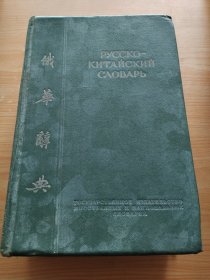 俄華辭典
РУССКО-
КИТАЙСКИЙ
СЛОВАРЬ
ГОСУДАРСТВЕННОЕ ИЗДАТЕЛЬСТВО
ИНОСТРАННЫХ И НАЦИОНАЛЬНЫХ
СЛОВАРЕЙ